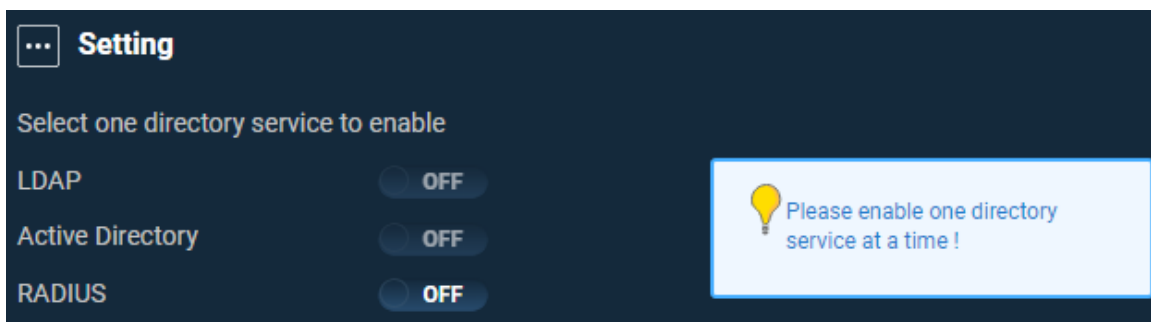 Setting
Select one directory service to enable
LDAP OFF
Active Directory OFF
RADIUS OFF
Please enable one directory
service at a time !